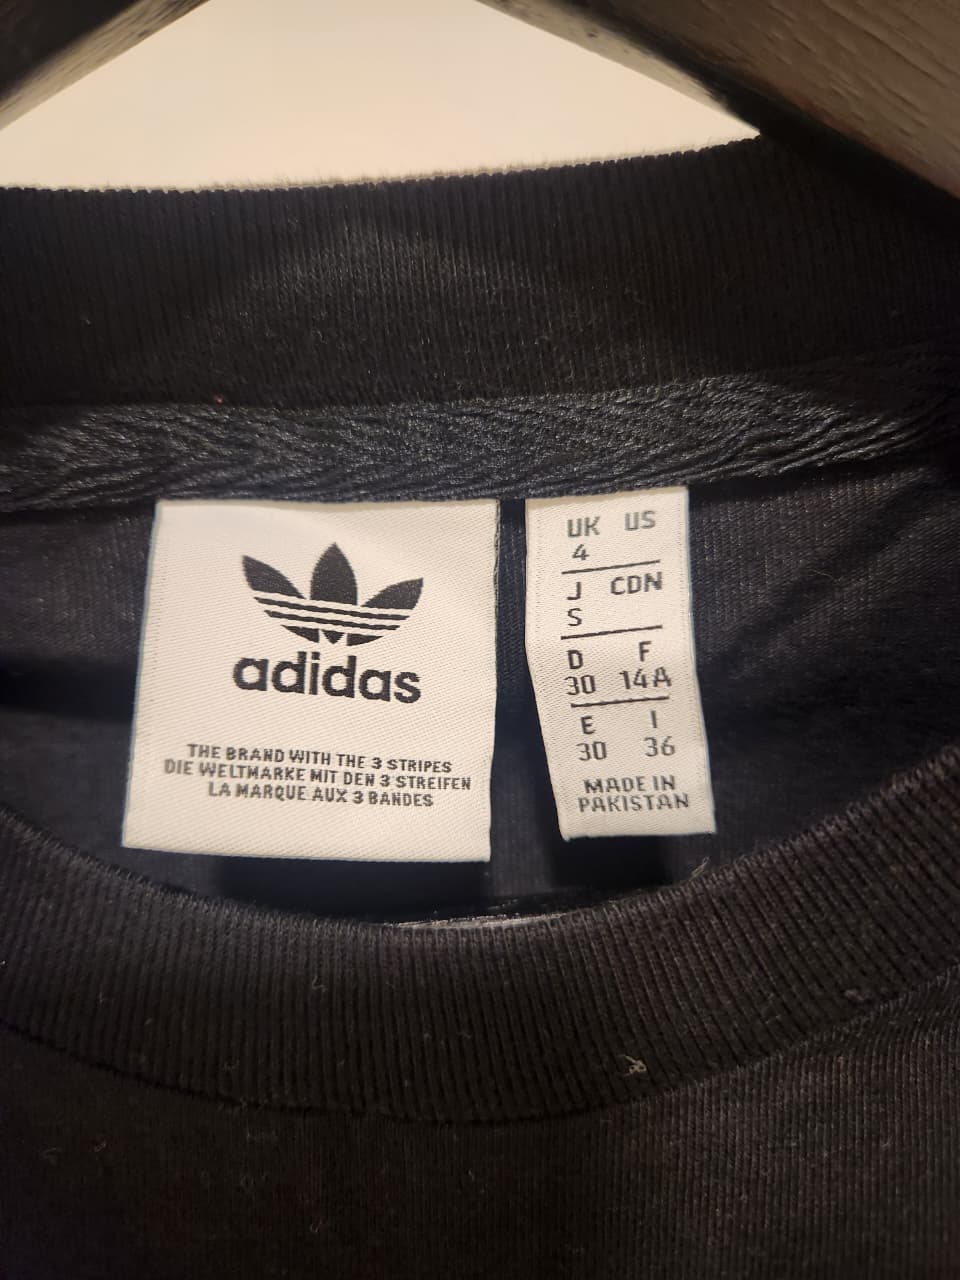 adidas
THE BRAND WITH THE 3 STRIPES
DIE WELTMARKE MIT DEN 3 STREIFEN
LA MARQUE AUX 3 BANDES
UK US
4
J CDN
S
D F
30 14A
E I
30 36
MADE IN
PAKISTAN